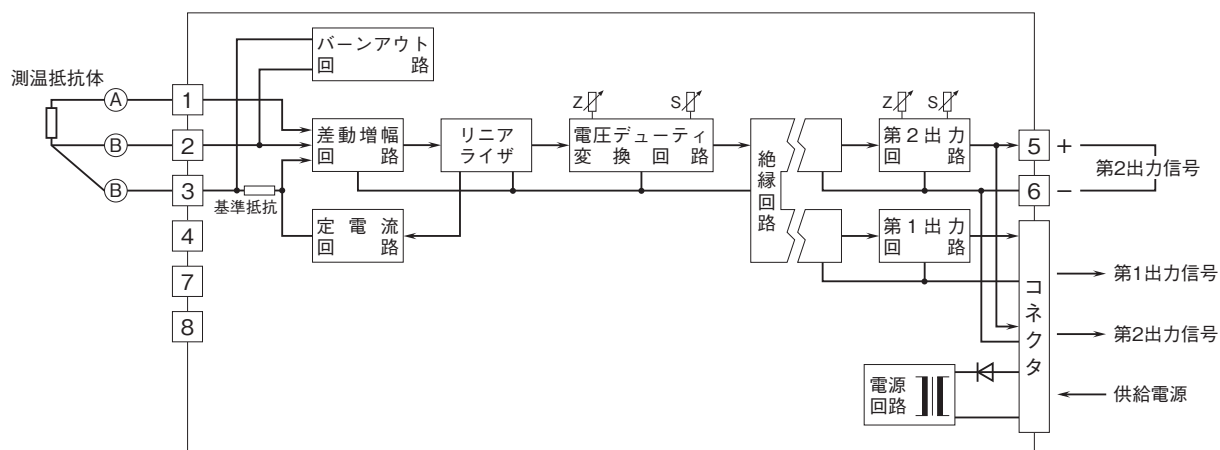 バーンアウト
回路
測温抵抗体
A
1
B
2
B
3
4
7
8
基準抵抗
差動増幅
回路
リニア
ライザ
Z
S
電圧デューティ
変換回路
定電流
回路
絶縁回路
Z
S
第2出力
回路
第1出力
回路
5
+
6
−
第2出力信号
コネクタ
第1出力信号
第2出力信号
供給電源
電源
回路